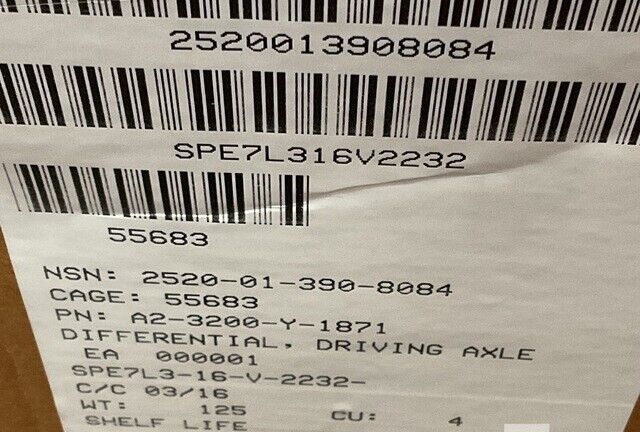 2520013908084
SPE7L316V2232
55683
NSN: 2520-01-390-8084
CAGE: 55683
PN: A2-3200-Y-1871
DIFFERENTIAL, DRIVING AXLE
EA 000001
SPE7L3-16-V-2232-
C/C 03/16
WT: 125 CU: 4
SHELF LIFE